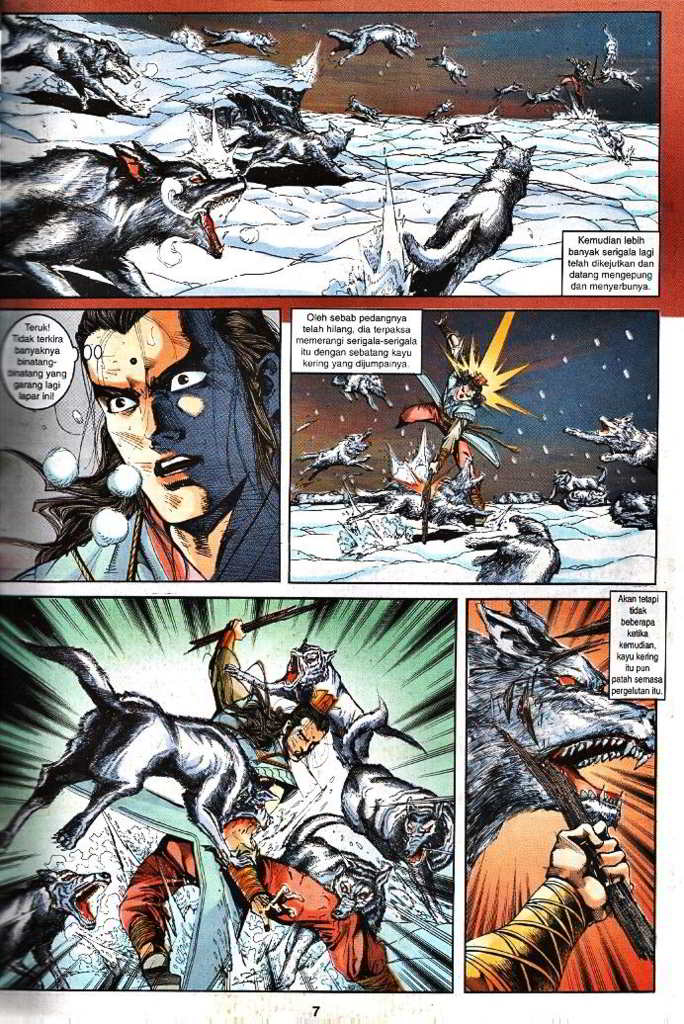 Kemudian lebih
banyak serigala lagi
telah dikejutkan dan
datang mengepung
dan menyerbunya.
Teruk!
Tidak terkira
banyaknya
binatang-
binatang yang
garang lagi
lapar ini!
Oleh sebab pedangnya
telah hilang, dia terpaksa
memerangi serigala-serigala
itu dengan sebatang kayu
kering yang dijumpainya.
Akan tetapi
tidak
beberapa
ketika
kemudian,
kayu kering
itu pun
patah semasa
pergelutan itu.
7